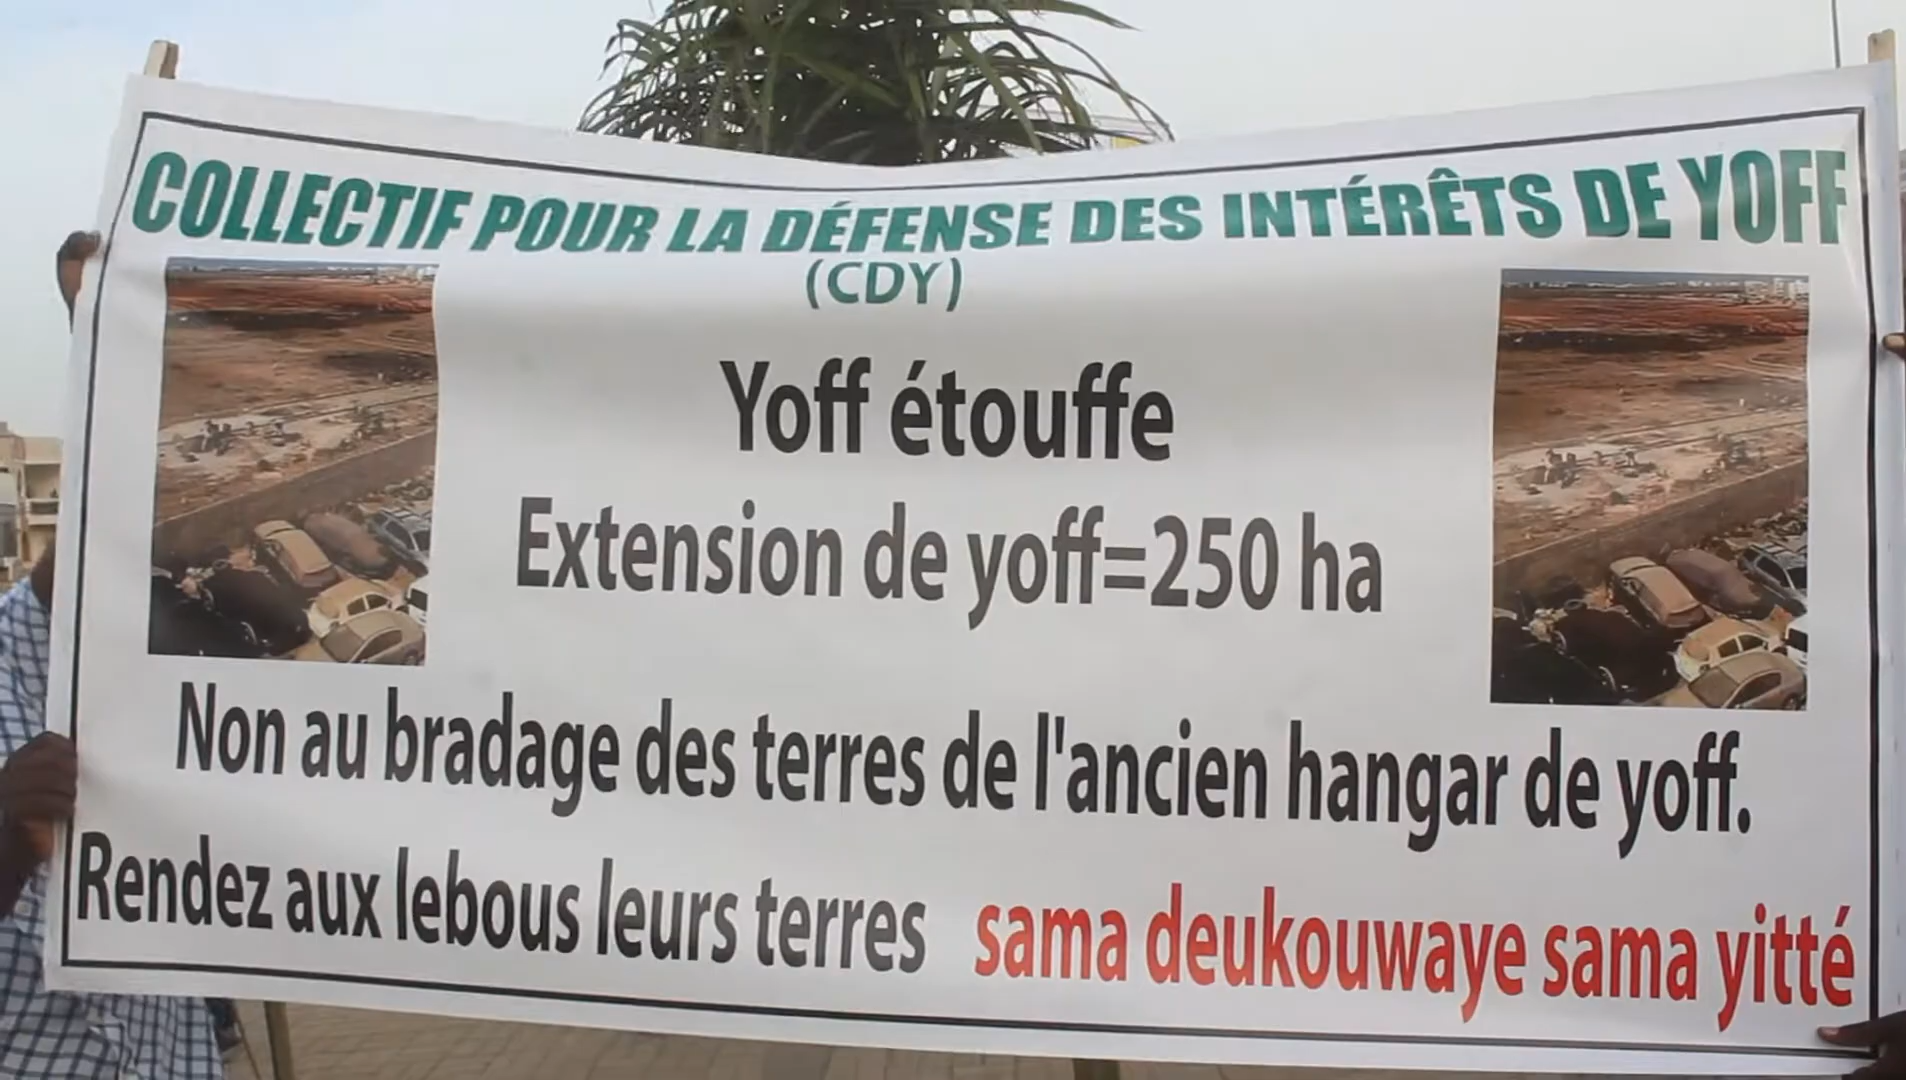 COLLECTIF POUR LA DÉFENSE DES INTÉRÊTS DE YOFF
(CDY)
Yoff étouffe
Extension de yoff=250 ha
Non au bradage des terres de l'ancien hangar de yoff.
Rendez aux lebous leurs terres sama deukouwaye sama yitté